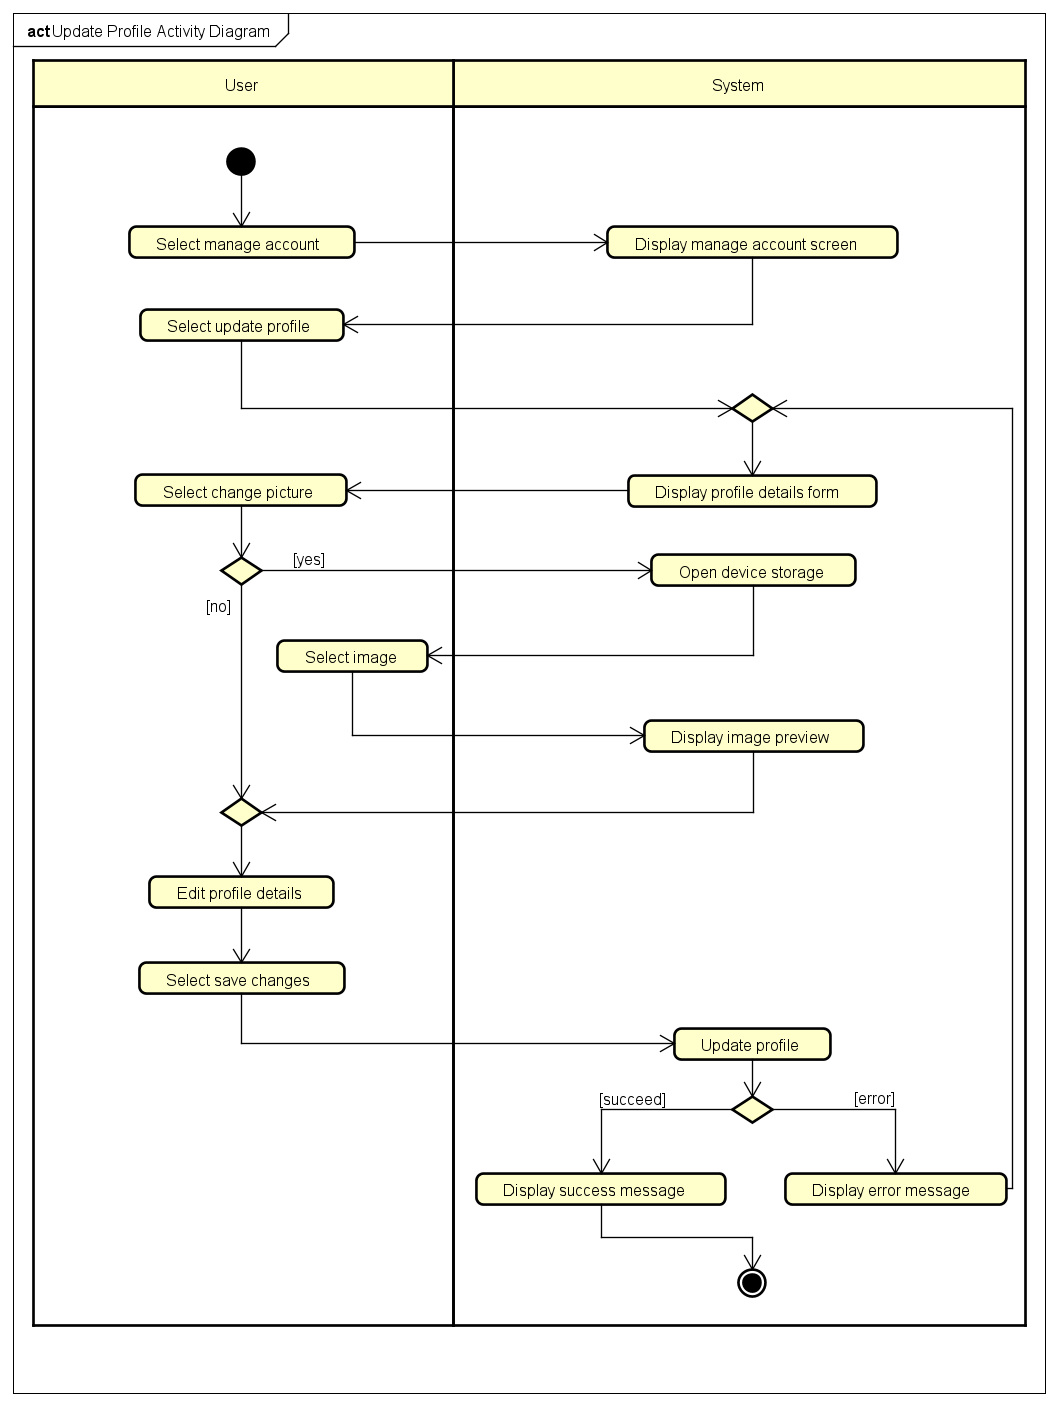 act Update Profile Activity Diagram
User
System
Select manage account
Display manage account screen
Select update profile
Select change picture
Display profile details form
[yes]
Open device storage
[no]
Select image
Display image preview
Edit profile details
Select save changes
Update profile
[succeed]
[error]
Display success message
Display error message